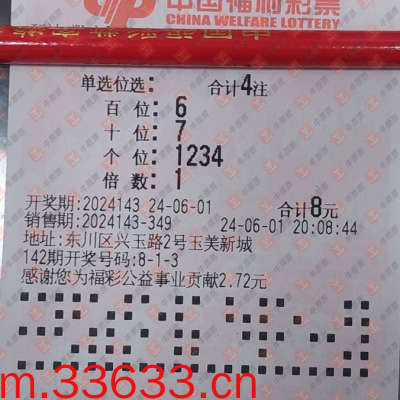 中国福利彩票
CHINA WELFARE LOTTERY
单选位选: 合计4注
百 位: 6
十 位: 7
个 位: 1234
倍 数: 1
开奖期:2024143 24-06-01 合计8元
销售期:2024143-349 24-06-01 20:08:44
地址:东川区兴玉路2号玉美新城
142期开奖号码:8-1-3
感谢您为福彩公益事业贡献2.72元
m.33633.cn